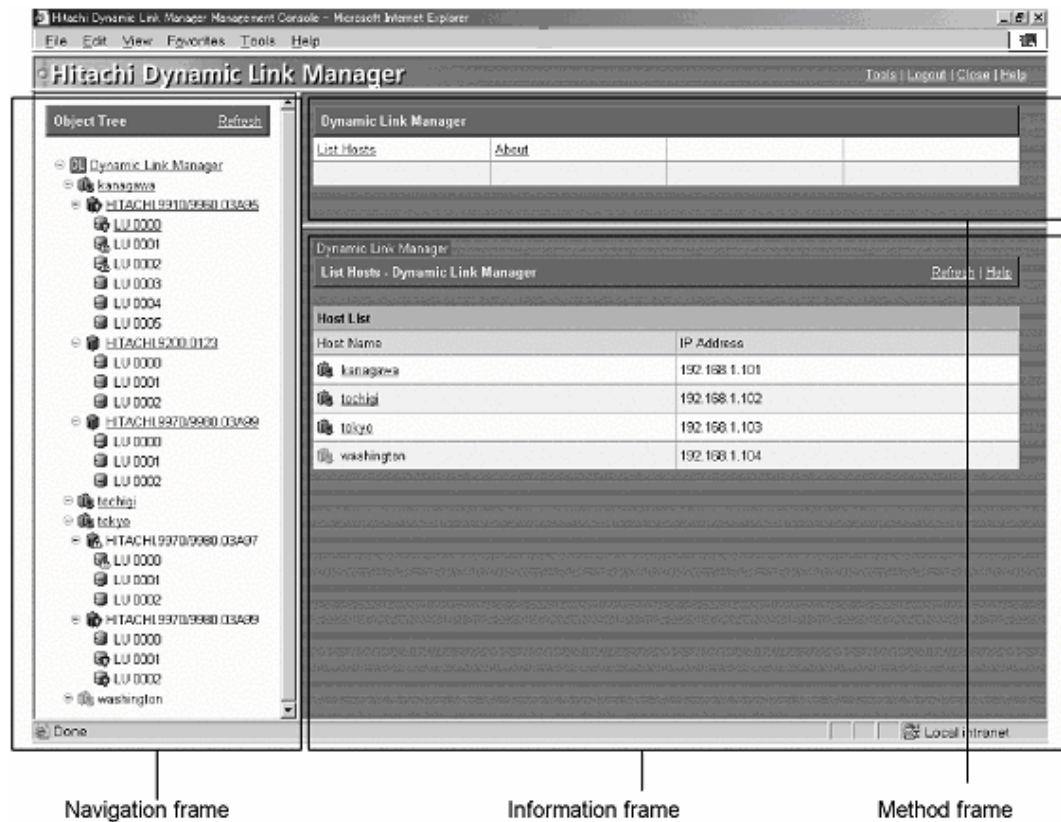 Hitachi Dynamic Link Manager Management Console - Microsoft Internet Explorer
File Edit View Favorites Tools Help
Hitachi Dynamic Link Manager
Tools | Logout | Close | Help
Object Tree Refresh
DL Dynamic Link Manager
kanagawa
HITACHI.9910/9960.03A95
LU 0000
LU 0001
LU 0002
LU 0003
LU 0004
LU 0005
HITACHI.9200.0123
LU 0000
LU 0001
LU 0002
HITACHI.9970/9980.03A99
LU 0000
LU 0001
LU 0002
tochigi
tokyo
HITACHI.9970/9980.03A97
LU 0000
LU 0001
LU 0002
HITACHI.9970/9980.03A99
LU 0000
LU 0001
LU 0002
washington
Dynamic Link Manager
List Hosts About
Dynamic Link Manager
List Hosts - Dynamic Link Manager Refresh | Help
Host List
Host Name IP Address
kanagawa 192.168.1.101
tochigi 192.168.1.102
tokyo 192.168.1.103
washington 192.168.1.104
Done Local intranet
Navigation frame Information frame Method frame